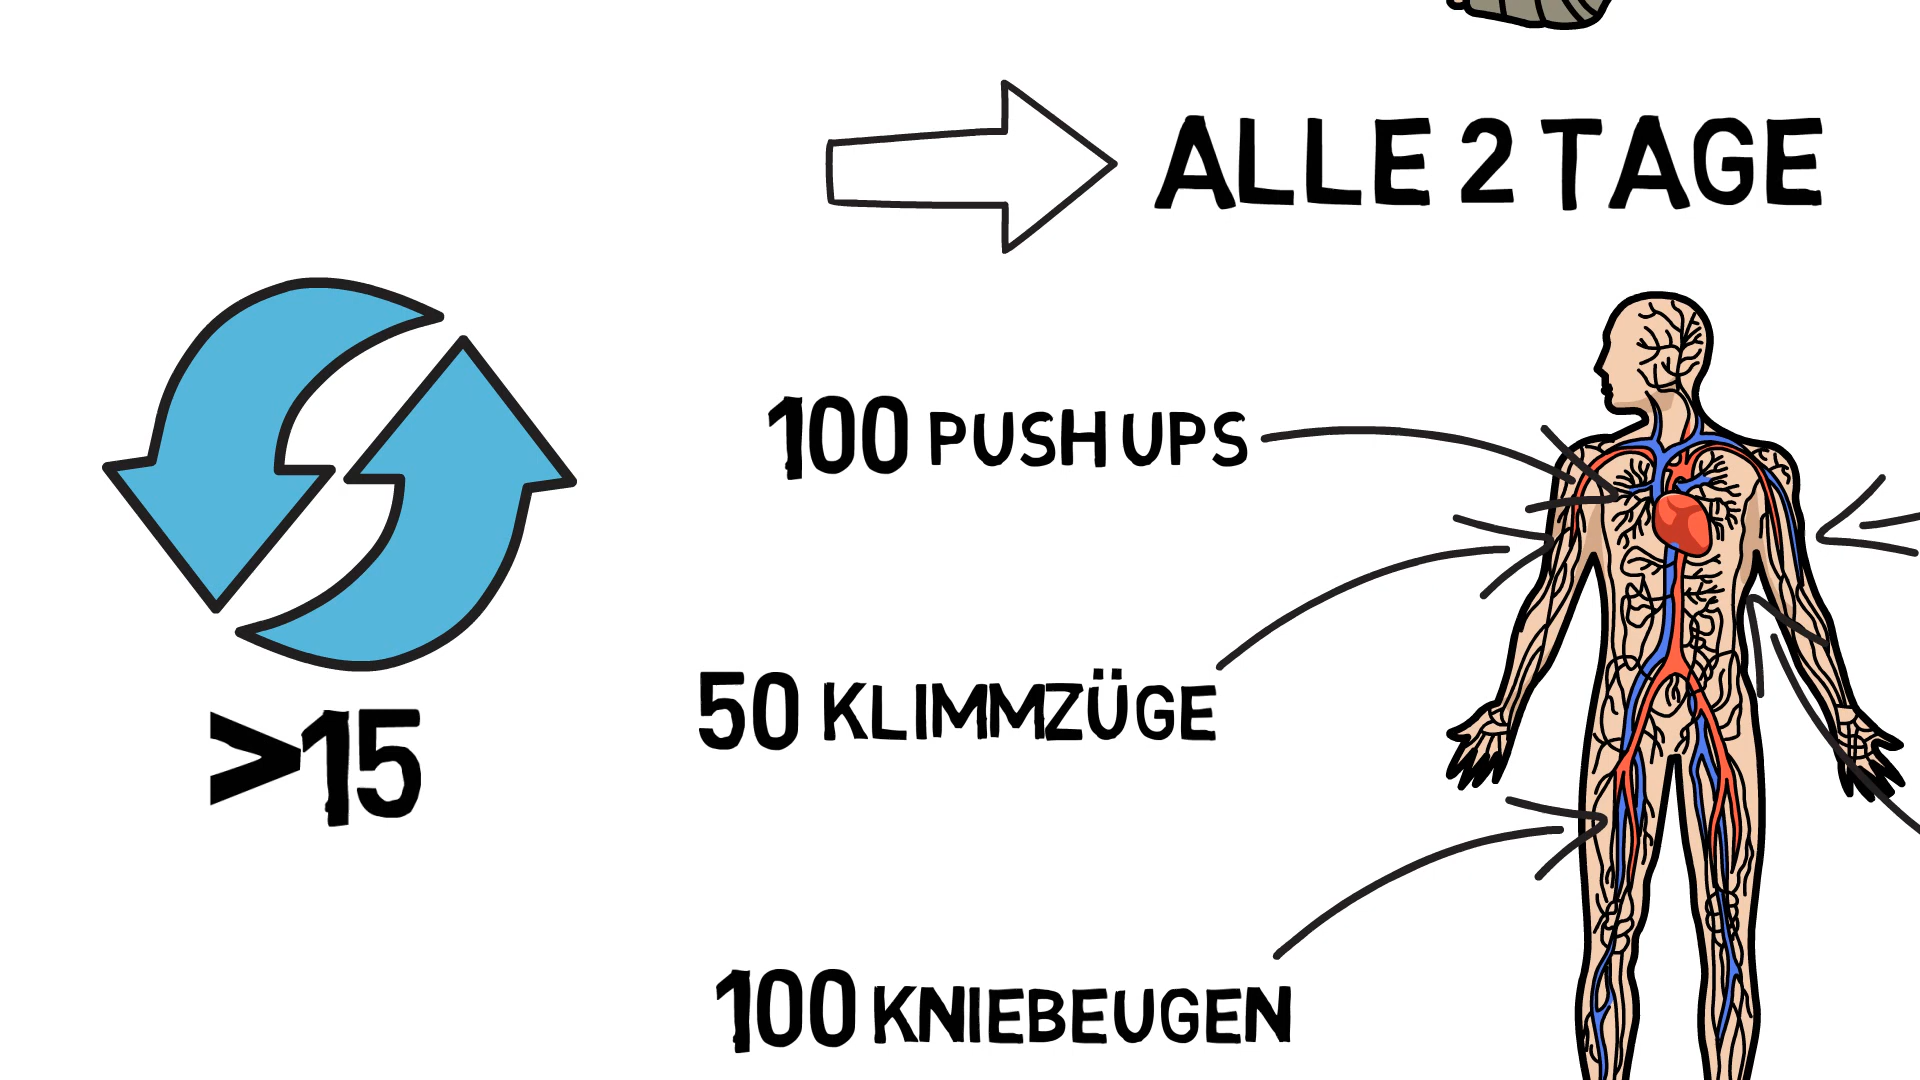 ALLE 2 TAGE
100 PUSH UPS
50 KLIMMZÜGE
>15
100 KNIEBEUGEN